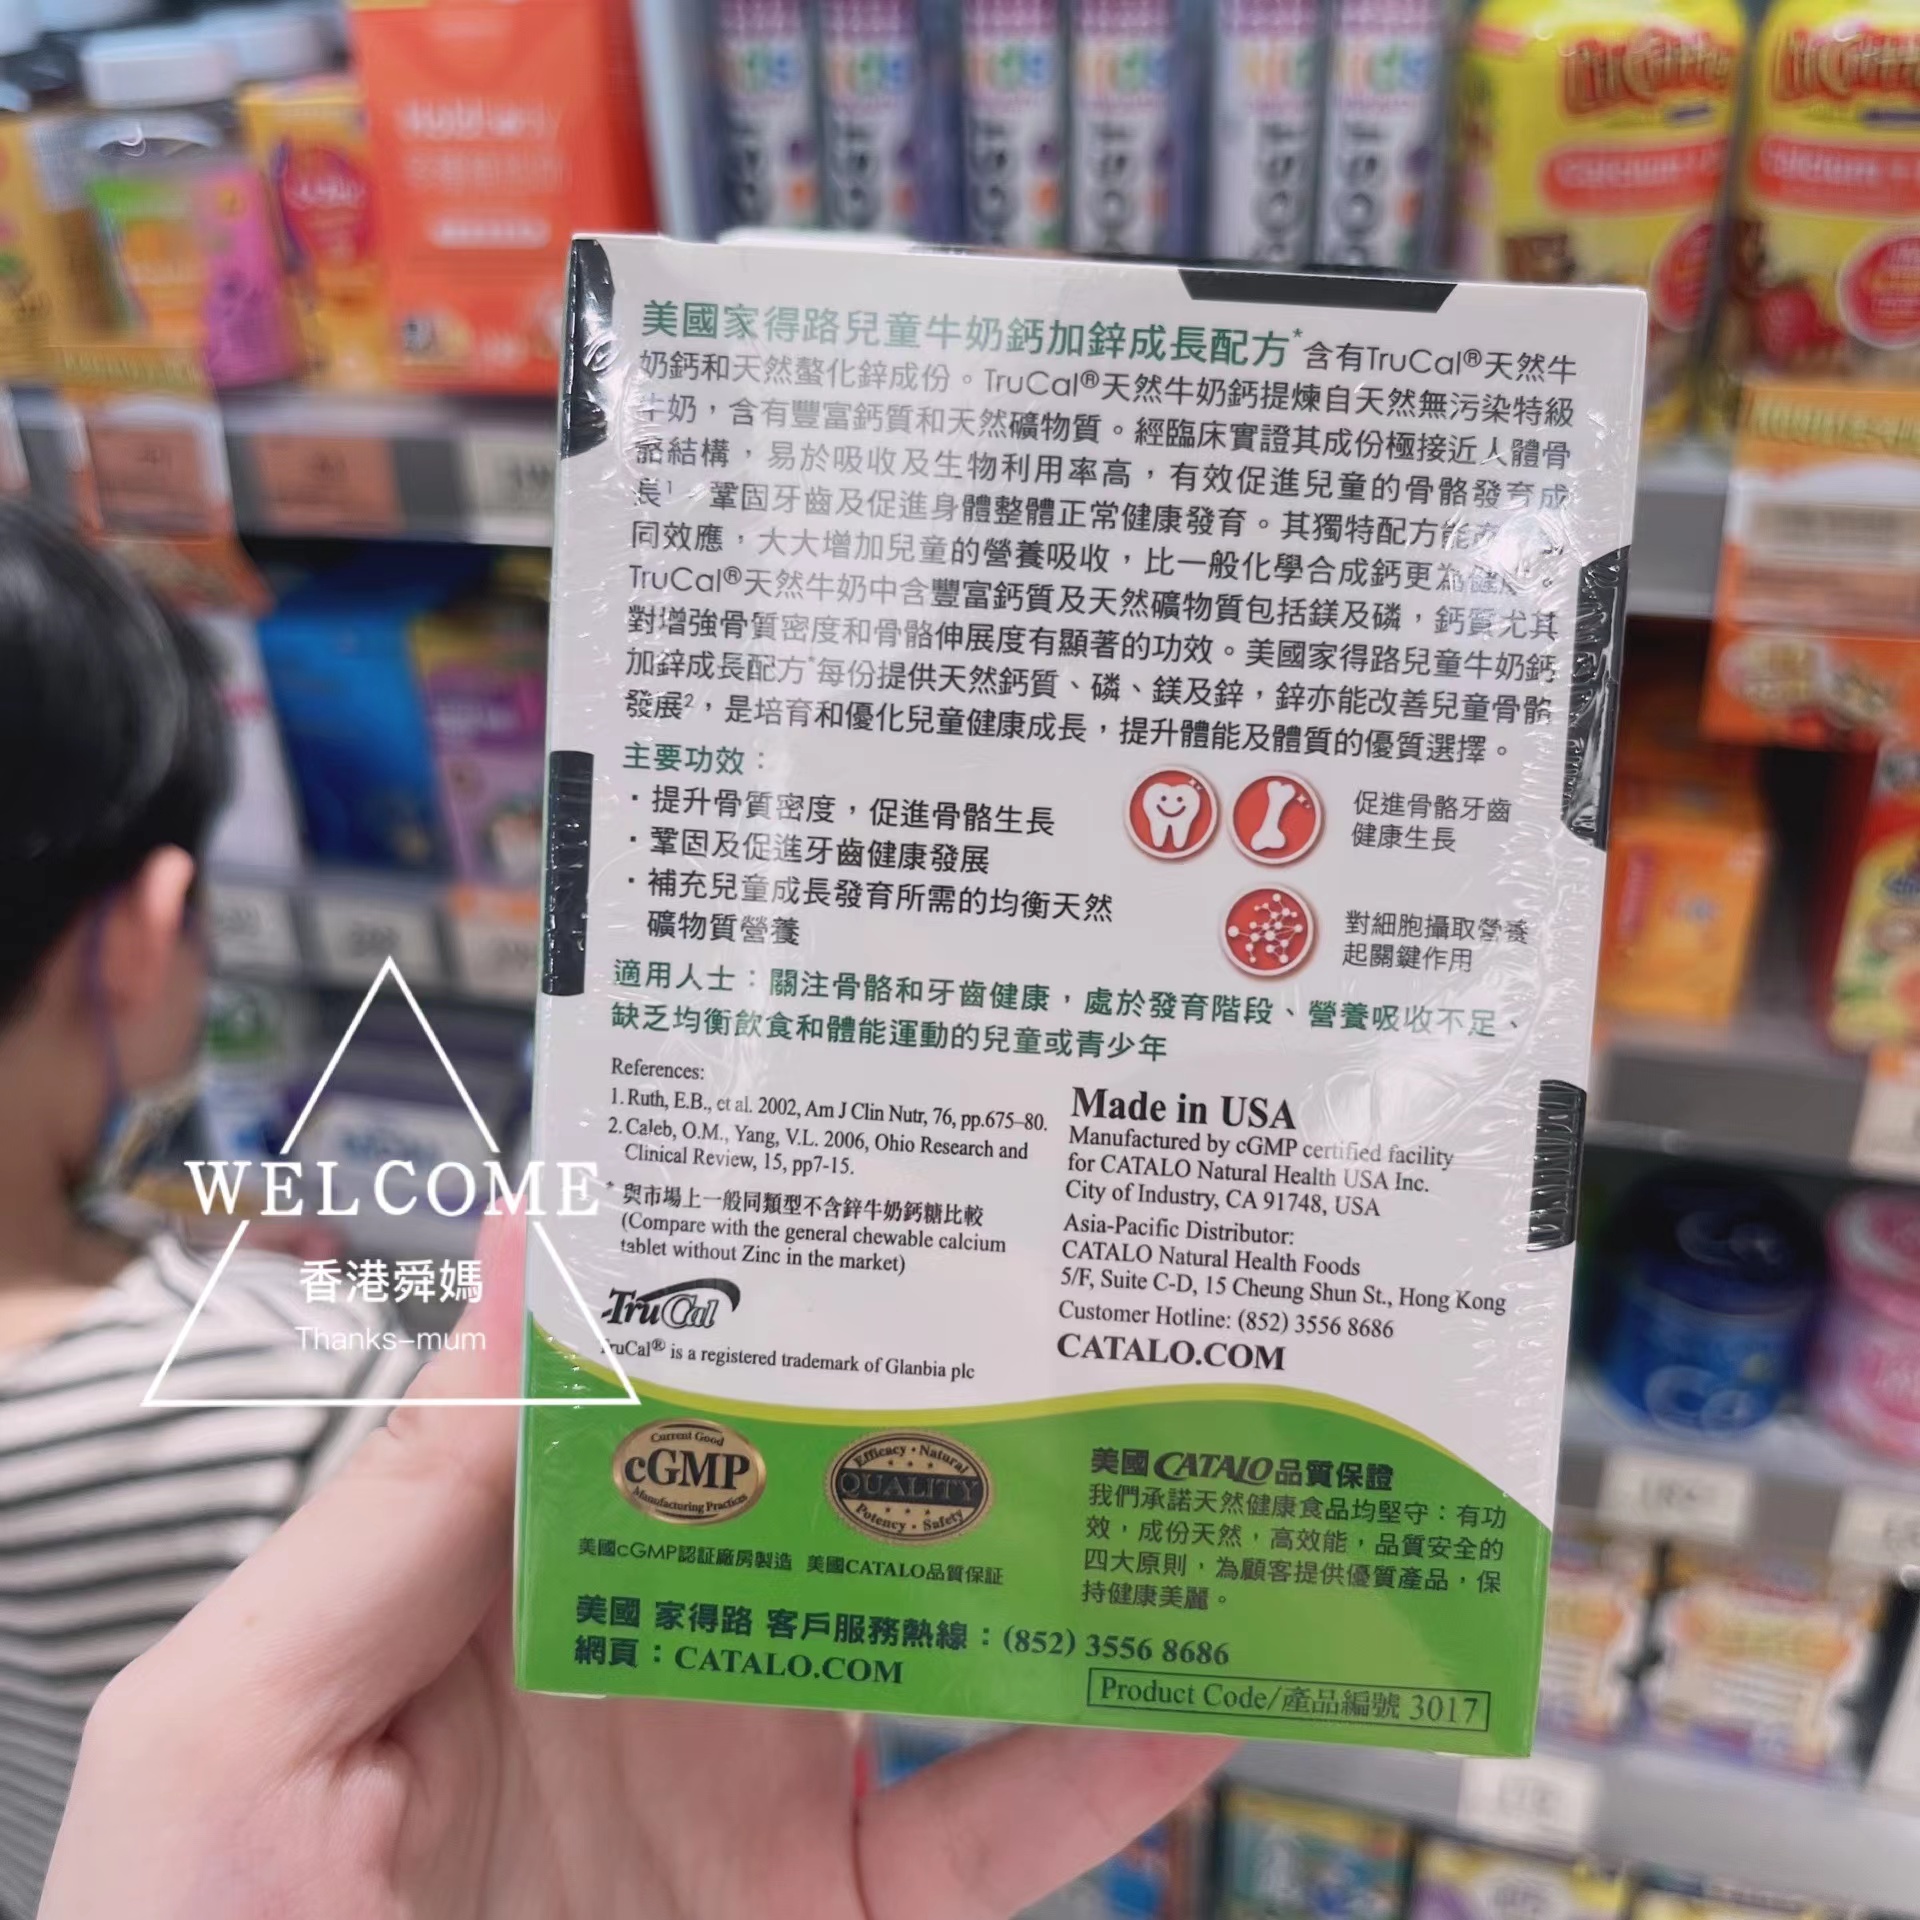 美國家得路兒童牛奶鈣加鋅成長配方*含有TruCal®天然牛
奶鈣和天然螯化鋅成份。TruCal®天然牛奶鈣提煉自天然無污染特級
牛奶，含有豐富鈣質和天然礦物質。經臨床實證其成份極接近人體骨
骼結構，易於吸收及生物利用率高，有效促進兒童的骨骼發育成
長¹，鞏固牙齒及促進身體整體正常健康發育。其獨特配方能
同效應，大大增加兒童的營養吸收，比一般化學合成鈣更為健康。
TruCal®天然牛奶中含豐富鈣質及天然礦物質包括鎂及磷，鈣質尤其
對增強骨質密度和骨骼伸展度有顯著的功效。美國家得路兒童牛奶鈣
加鋅成長配方*每份提供天然鈣質、磷、鎂及鋅，鋅亦能改善兒童骨骼
發展²，是培育和優化兒童健康成長，提升體能及體質的優質選擇。
主要功效：
·提升骨質密度，促進骨骼生長
·鞏固及促進牙齒健康發展
·補充兒童成長發育所需的均衡天然
礦物質營養
促進骨骼牙齒
健康生長
對細胞攝取營養
起關鍵作用
適用人士：關注骨骼和牙齒健康，處於發育階段、營養吸收不足、
缺乏均衡飲食和體能運動的兒童或青少年
References:
1. Ruth, E.B., et al. 2002, Am J Clin Nutr, 76, pp.675–80.
2. Caleb, O.M., Yang, V.L. 2006, Ohio Research and
Clinical Review, 15, pp7-15.
* 與市場上一般同類型不含鋅牛奶鈣糖比較
(Compare with the general chewable calcium
tablet without Zinc in the market)
TruCal
TruCal® is a registered trademark of Glanbia plc
Made in USA
Manufactured by cGMP certified facility
for CATALO Natural Health USA Inc.
City of Industry, CA 91748, USA
Asia-Pacific Distributor:
CATALO Natural Health Foods
5/F, Suite C-D, 15 Cheung Shun St., Hong Kong
Customer Hotline: (852) 3556 8686
CATALO.COM
Current Good
cGMP
Manufacturing Practices
Efficacy · Natural
QUALITY
Potency · Safety
美國cGMP認証廠房製造
美國CATALO品質保証
美國CATALO品質保證
我們承諾天然健康食品均堅守：有功
效，成份天然，高效能，品質安全的
四大原則，為顧客提供優質產品，保
持健康美麗。
美國 家得路 客戶服務熱線：(852) 3556 8686
網頁：CATALO.COM
Product Code/產品編號 3017
WELCOME
香港舜媽
Thanks–mum